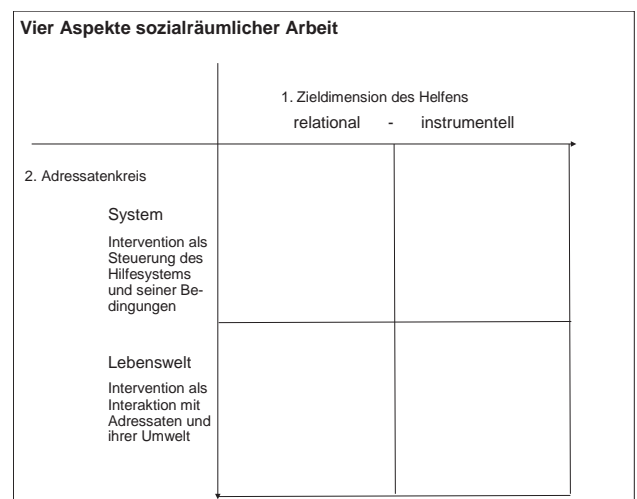 Vier Aspekte sozialräumlicher Arbeit
1. Zieldimension des Helfens
relational - instrumentell
2. Adressatenkreis
System
Intervention als
Steuerung des
Hilfesystems
und seiner Be-
dingungen
Lebenswelt
Intervention als
Interaktion mit
Adressaten und
ihrer Umwelt